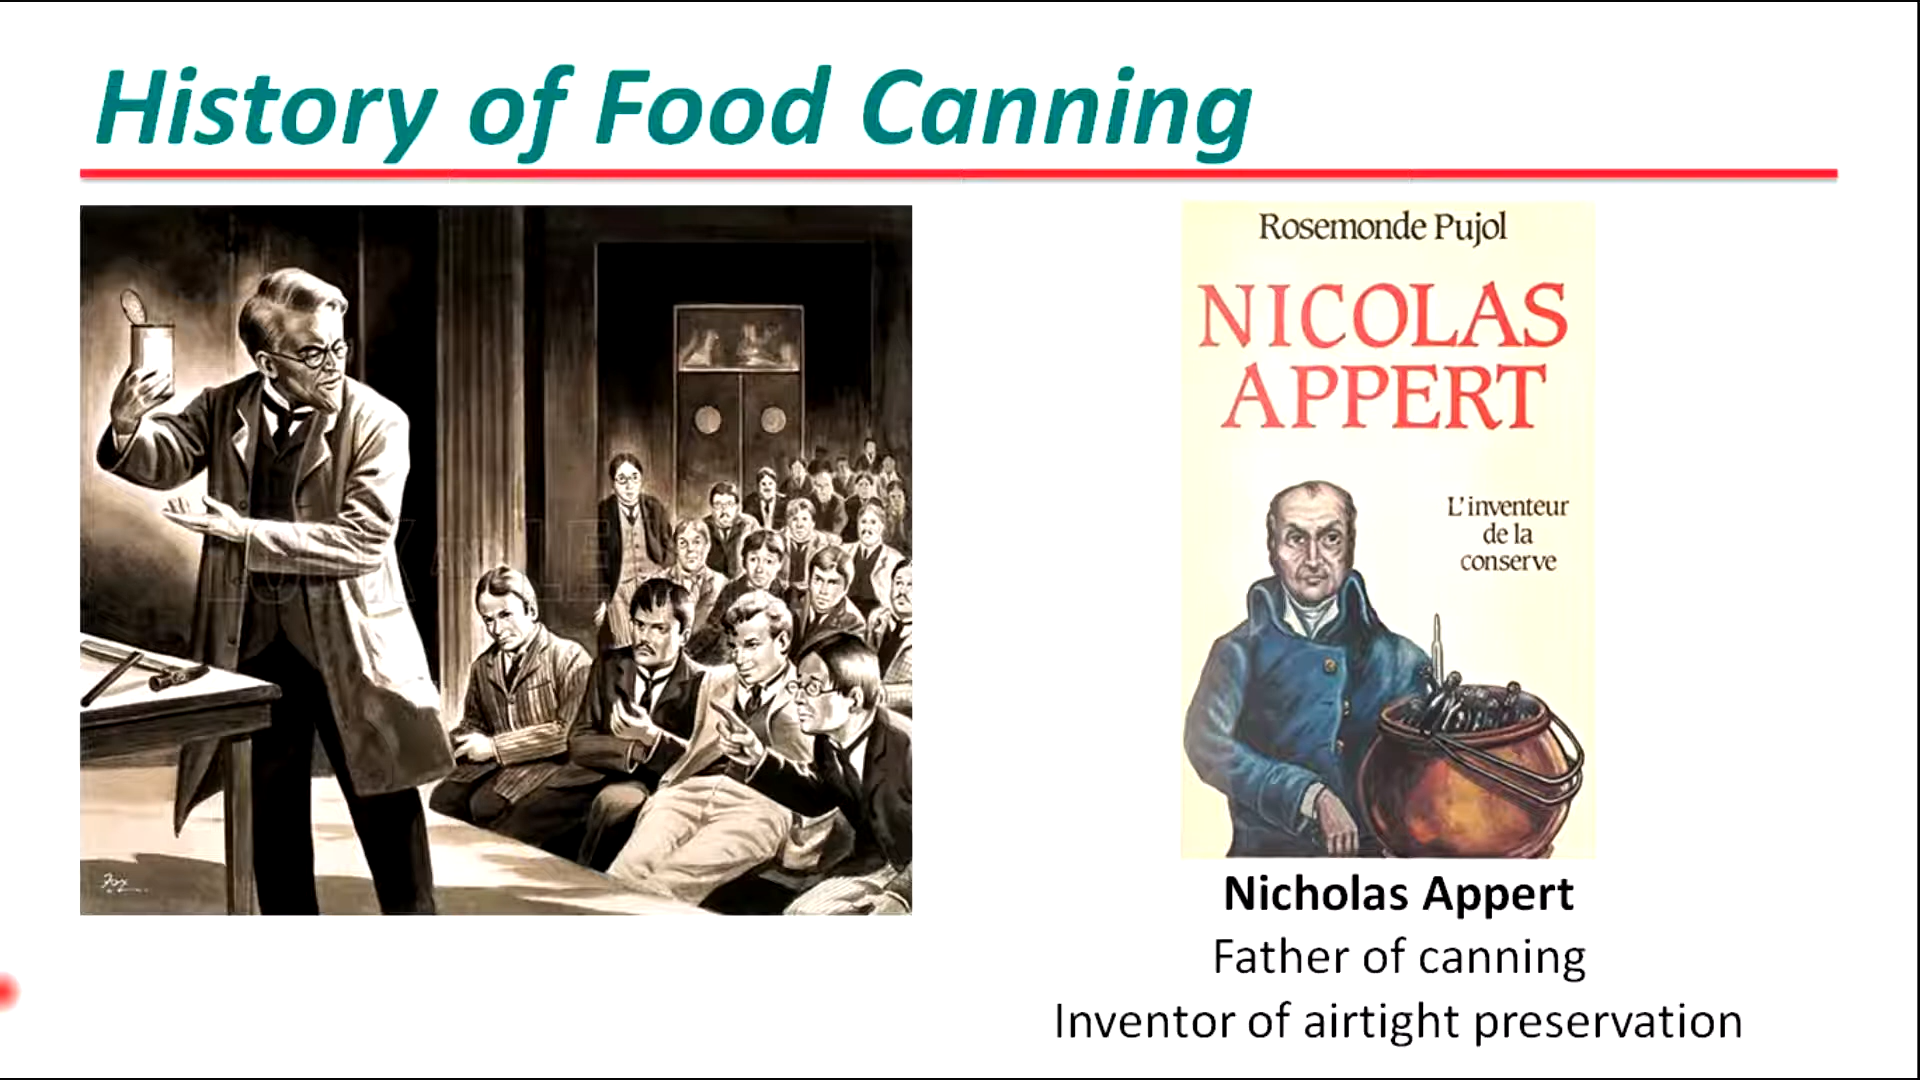 History of Food Canning
Rosemonde Pujol
NICOLAS
APPERT
L'inventeur
de la
conserve
Fox
Nicholas Appert
Father of canning
Inventor of airtight preservation